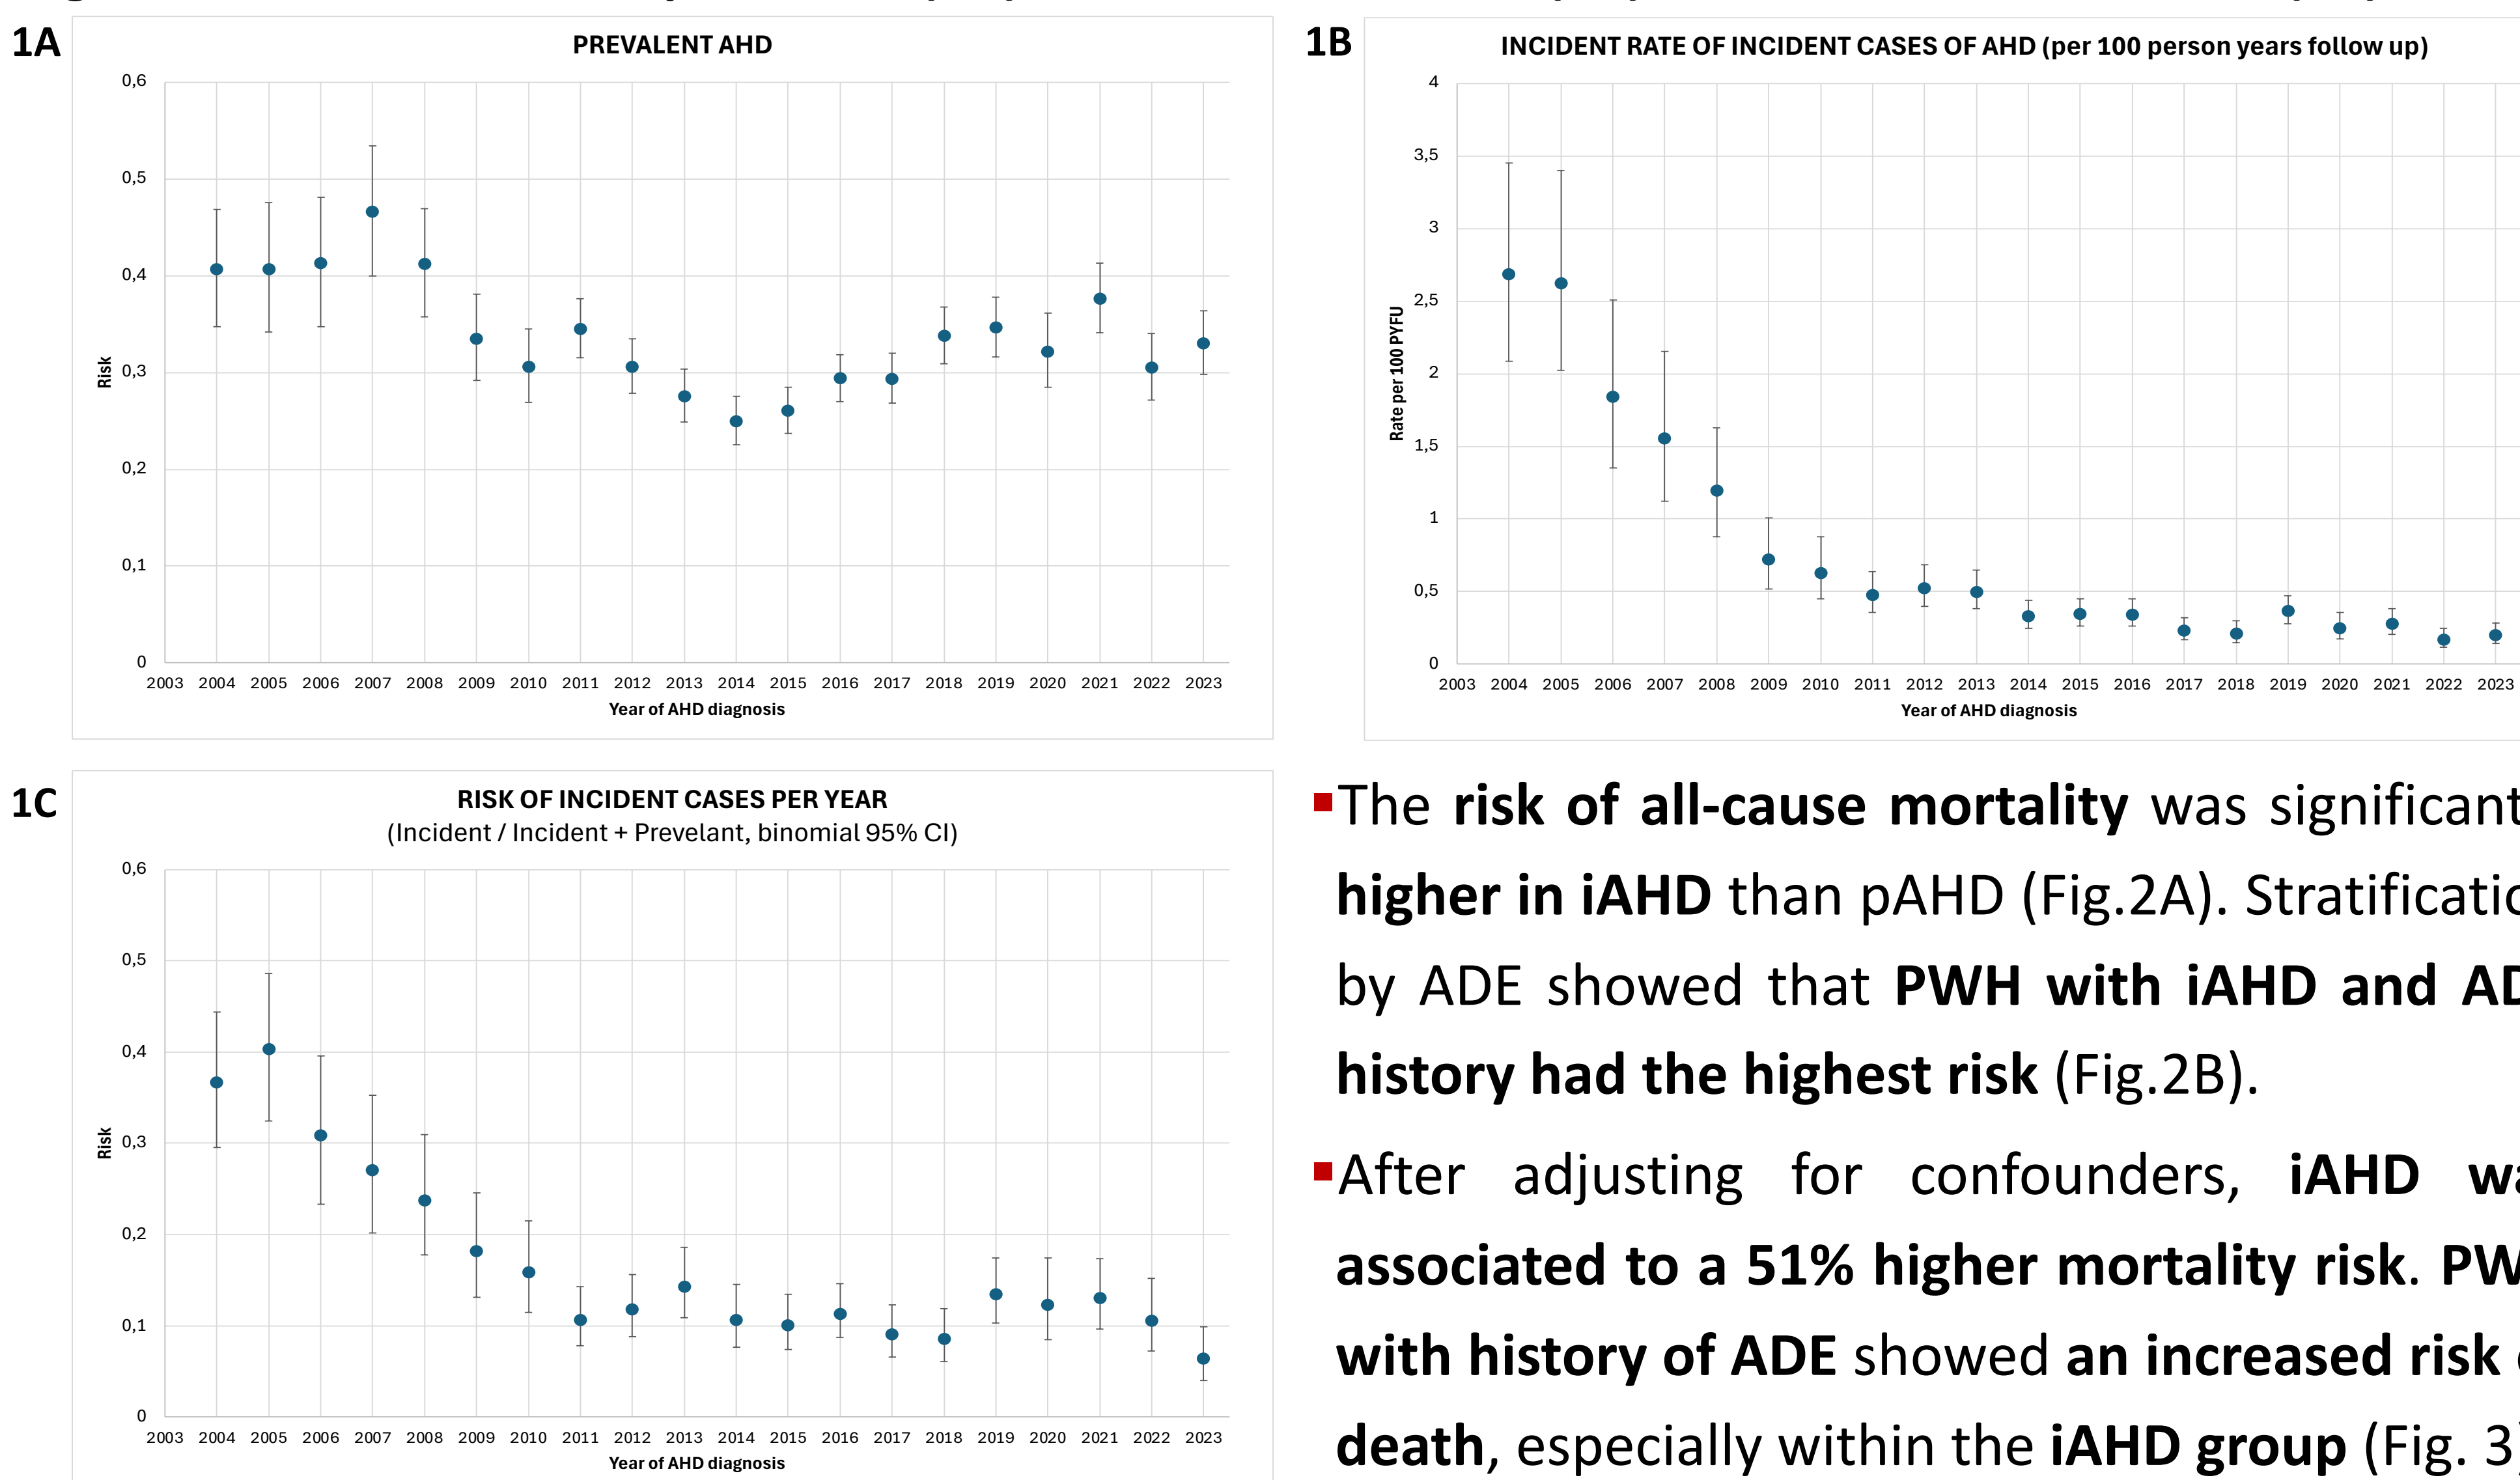 1A
PREVALENT AHD
0,6
0,5
0,4
0,3
0,2
0,1
0
Risk
2003 2004 2005 2006 2007 2008 2009 2010 2011 2012 2013 2014 2015 2016 2017 2018 2019 2020 2021 2022 2023
Year of AHD diagnosis
1B
INCIDENT RATE OF INCIDENT CASES OF AHD (per 100 person years follow up)
4
3,5
3
2,5
2
1,5
1
0,5
0
Rate per 100 PYFU
2003 2004 2005 2006 2007 2008 2009 2010 2011 2012 2013 2014 2015 2016 2017 2018 2019 2020 2021 2022 2023
Year of AHD diagnosis
1C
RISK OF INCIDENT CASES PER YEAR
(Incident / Incident + Prevelant, binomial 95% CI)
0,6
0,5
0,4
0,3
0,2
0,1
0
Risk
2003 2004 2005 2006 2007 2008 2009 2010 2011 2012 2013 2014 2015 2016 2017 2018 2019 2020 2021 2022 2023
Year of AHD diagnosis
The risk of all-cause mortality was significant
higher in iAHD than pAHD (Fig.2A). Stratificatio
by ADE showed that PWH with iAHD and AD
history had the highest risk (Fig.2B).
After adjusting for confounders, iAHD wa
associated to a 51% higher mortality risk. PW
with history of ADE showed an increased risk
death, especially within the iAHD group (Fig. 3)